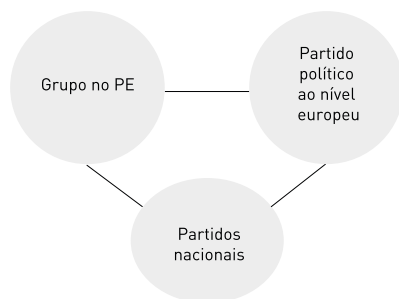 Grupo no PE
Partido
político
ao nível
europeu
Partidos
nacionais